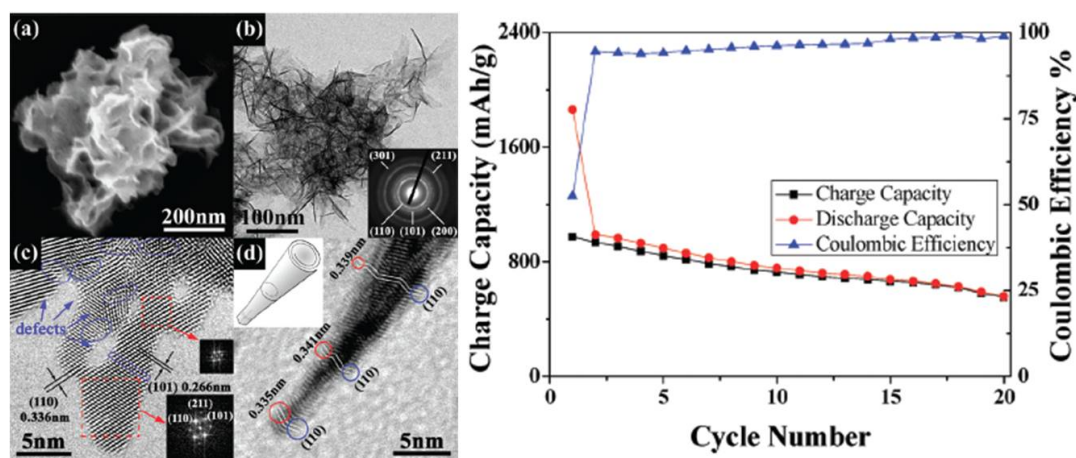 (a)
200nm
(b)
(301)
(211)
(110)
(101)
(200)
100nm
(c)
defects
(110)
0.336nm
(101) 0.266nm
(211)
(110)
(101)
5nm
(d)
0.339nm
(110)
0.341nm
(110)
0.335nm
(110)
5nm
Charge Capacity (mAh/g)
2400
1600
800
0
Charge Capacity
Discharge Capacity
Coulombic Efficiency
100
75
50
25
0
Coulombic Efficiency %
0
5
10
15
20
Cycle Number